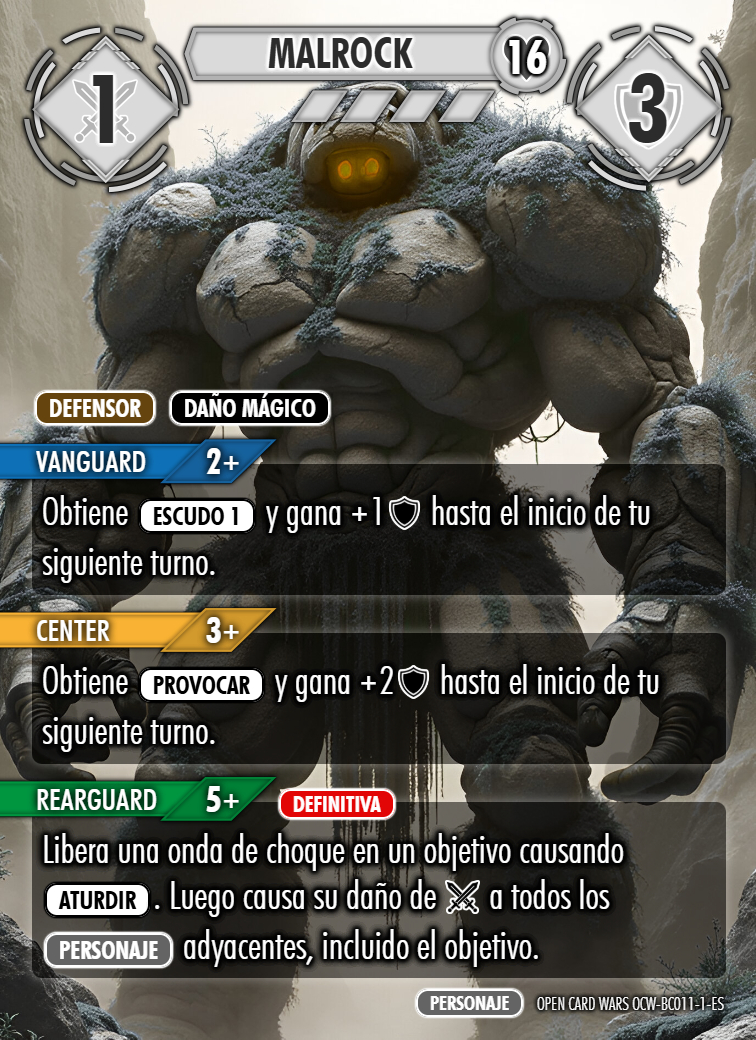 MALROCK
16
1
3
DEFENSOR DAÑO MÁGICO
VANGUARD 2+
Obtiene ESCUDO 1 y gana +1 hasta el inicio de tu
siguiente turno.
CENTER 3+
Obtiene PROVOCAR y gana +2 hasta el inicio de tu
siguiente turno.
REARGUARD 5+ DEFINITIVA
Libera una onda de choque en un objetivo causando
ATURDIR. Luego causa su daño de a todos los
PERSONAJE adyacentes, incluido el objetivo.
PERSONAJE OPEN CARD WARS OCW-BC011-1-ES